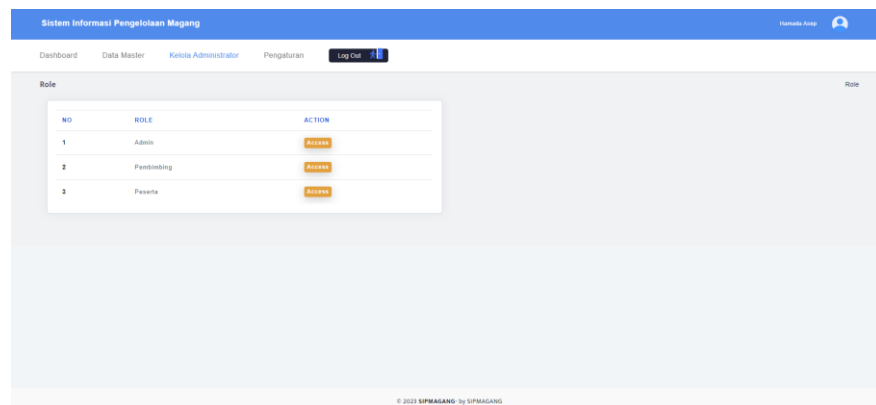 Sistem Informasi Pengelolaan Magang Hamada Asep
Dashboard Data Master Kelola Administrator Pengaturan Log Out
Role Role
NO ROLE ACTION
1 Admin Access
2 Pembimbing Access
3 Peserta Access
© 2023 SIPMAGANG· by SIPMAGANG